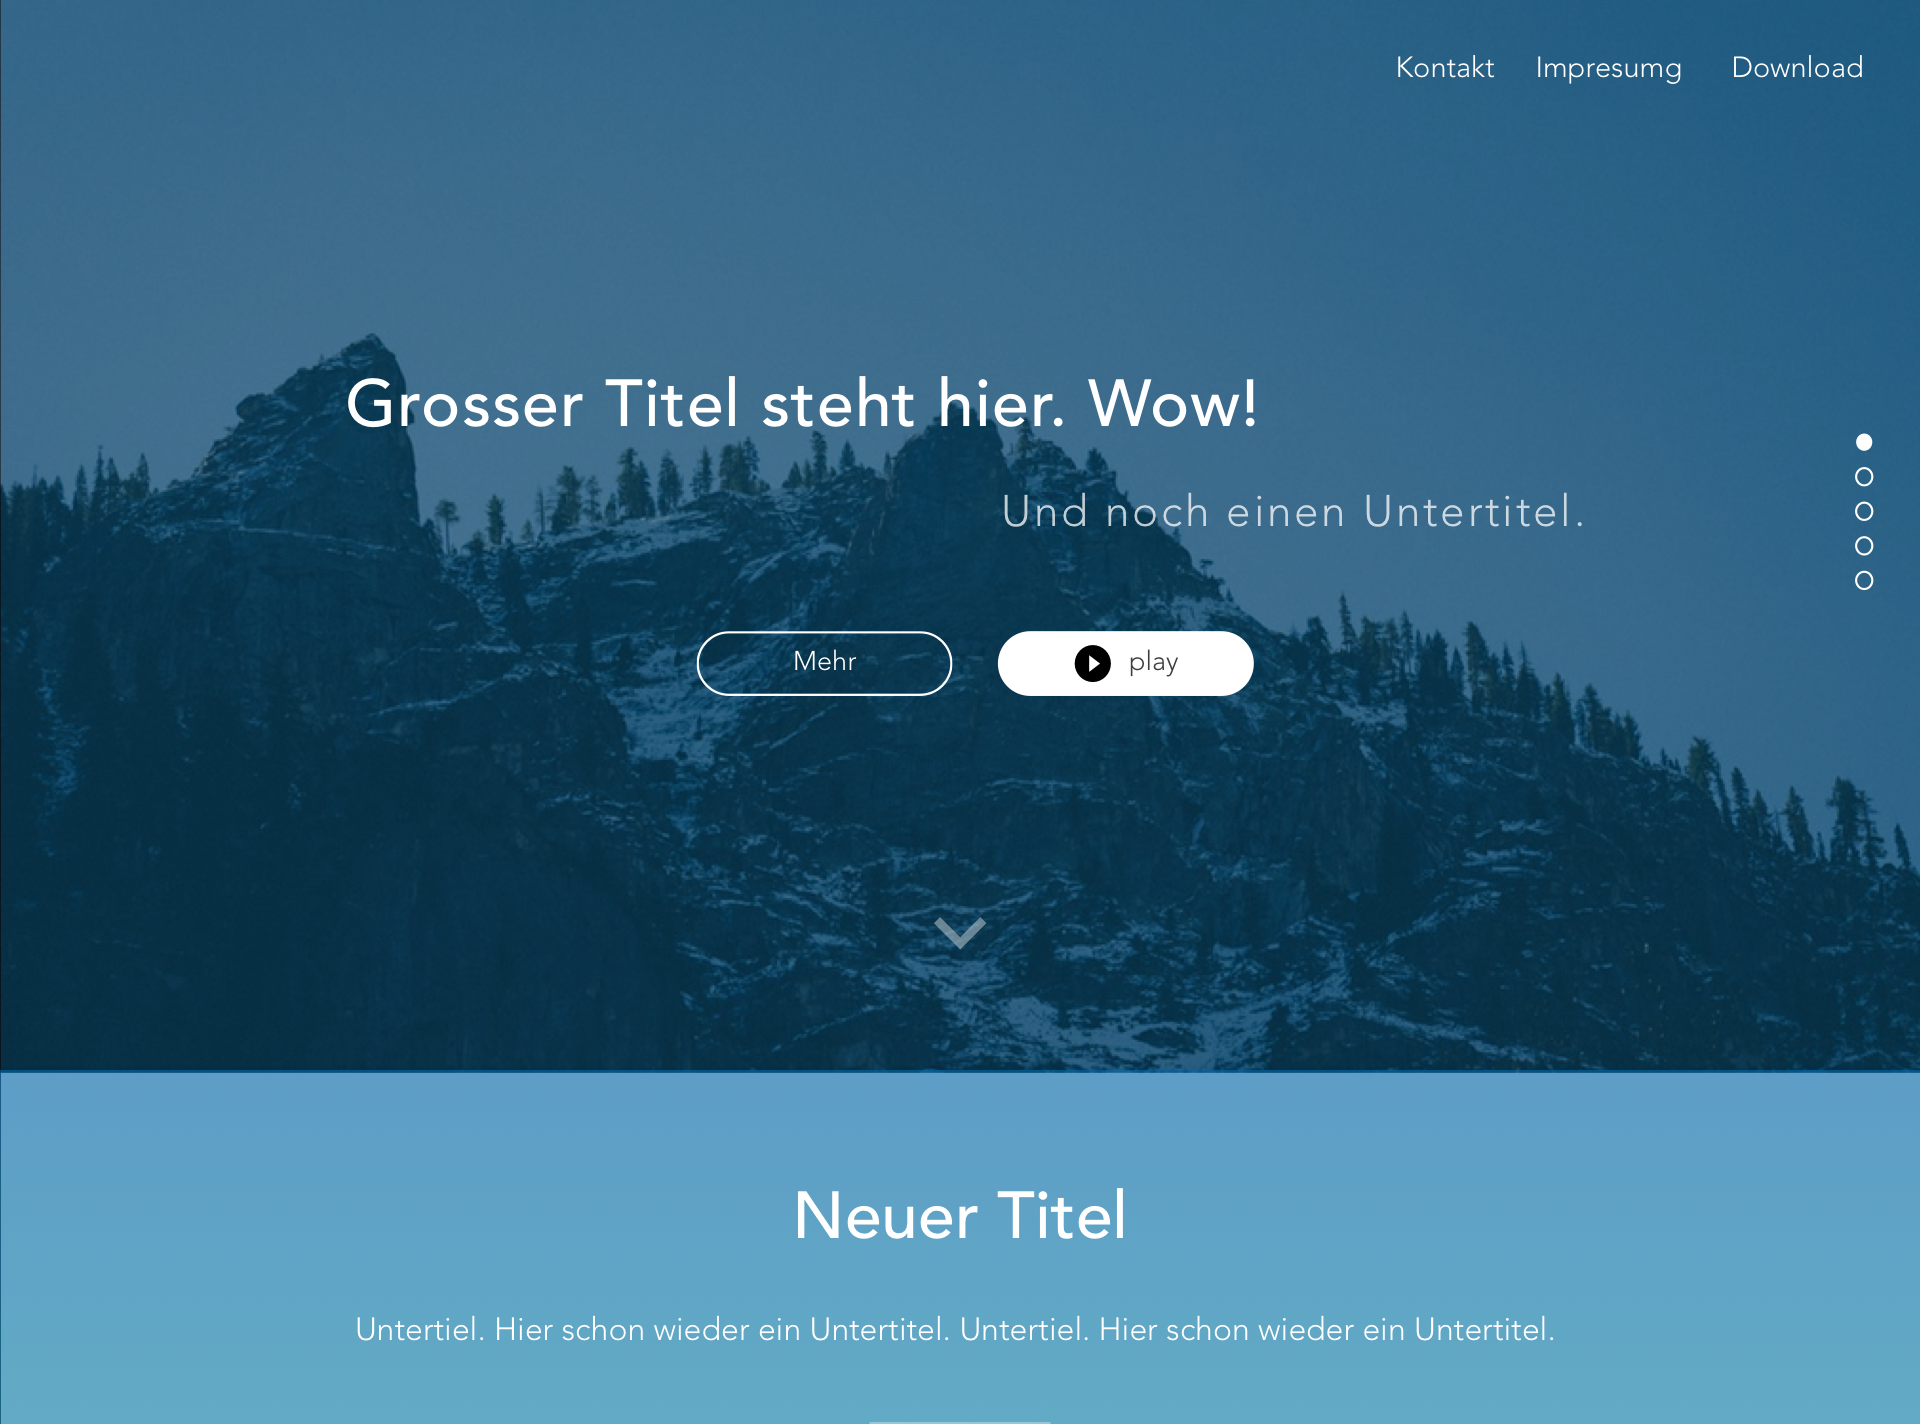 Kontakt Impresumg Download
Grosser Titel steht hier. Wow!
Und noch einen Untertitel.
Mehr play
Neuer Titel
Untertiel. Hier schon wieder ein Untertitel. Untertiel. Hier schon wieder ein Untertitel.